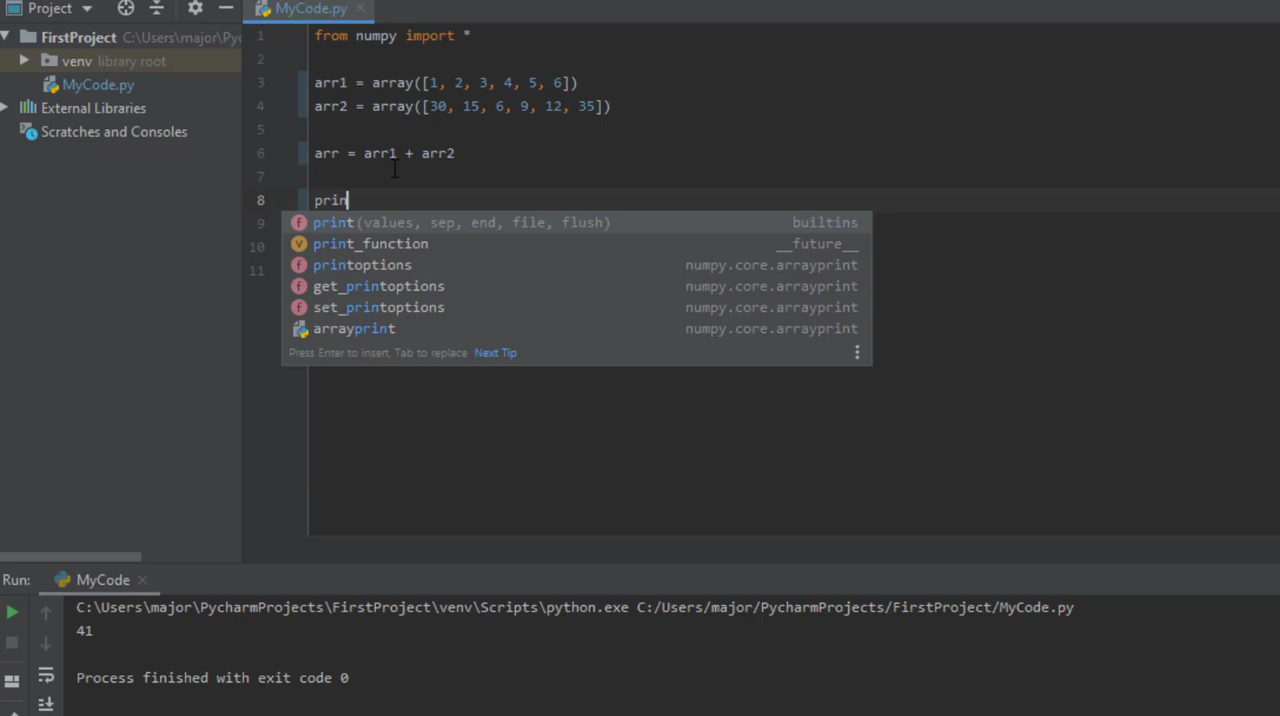 Project
MyCode.py
FirstProject C:\Users\major\Pyc
venv library root
MyCode.py
External Libraries
Scratches and Consoles
1 from numpy import *
2
3 arr1 = array([1, 2, 3, 4, 5, 6])
4 arr2 = array([30, 15, 6, 9, 12, 35])
5
6 arr = arr1 + arr2
7
8 prin
9
10
11
print(values, sep, end, file, flush) builtins
print_function __future__
printoptions numpy.core.arrayprint
get_printoptions numpy.core.arrayprint
set_printoptions numpy.core.arrayprint
arrayprint numpy.core.arrayprint
Press Enter to insert, Tab to replace Next Tip
Run: MyCode
C:\Users\major\PycharmProjects\FirstProject\venv\Scripts\python.exe C:/Users/major/PycharmProjects/FirstProject/MyCode.py
41
Process finished with exit code 0